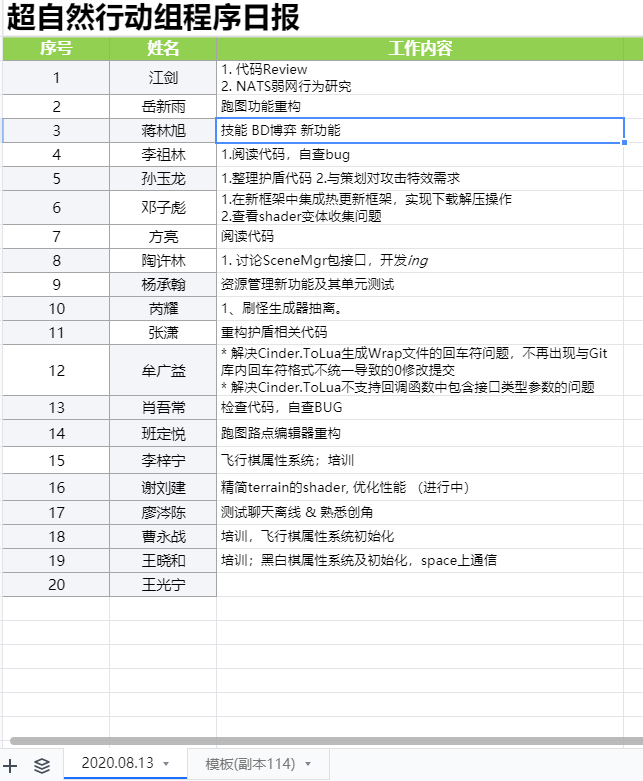 超自然行动组程序日报
序号 姓名 工作内容
1 江剑 1. 代码Review
2. NATS弱网行为研究
2 岳新雨 跑图功能重构
3 蒋林旭 技能 BD博弈 新功能
4 李祖林 1.阅读代码，自查bug
5 孙玉龙 1.整理护盾代码 2.与策划对攻击特效需求
6 邓子彪 1.在新框架中集成热更新框架，实现下载解压操作
2.查看shader变体收集问题
7 方亮 阅读代码
8 陶许林 1. 讨论SceneMgr包接口，开发ing
9 杨承翰 资源管理新功能及其单元测试
10 芮耀 1、刷怪生成器抽离。
11 张潇 重构护盾相关代码
12 牟广益 * 解决Cinder.ToLua生成Wrap文件的回车符问题，不再出现与Git
库内回车符格式不统一导致的0修改提交
* 解决Cinder.ToLua不支持回调函数中包含接口类型参数的问题
13 肖吾常 检查代码，自查BUG
14 班定悦 跑图路点编辑器重构
15 李梓宁 飞行棋属性系统；培训
16 谢刘建 精简terrain的shader, 优化性能 （进行中）
17 廖涔陈 测试聊天离线 & 熟悉创角
18 曹永战 培训，飞行棋属性系统初始化
19 王晓和 培训；黑白棋属性系统及初始化，space上通信
20 王光宁
2020.08.13 模板(副本114)